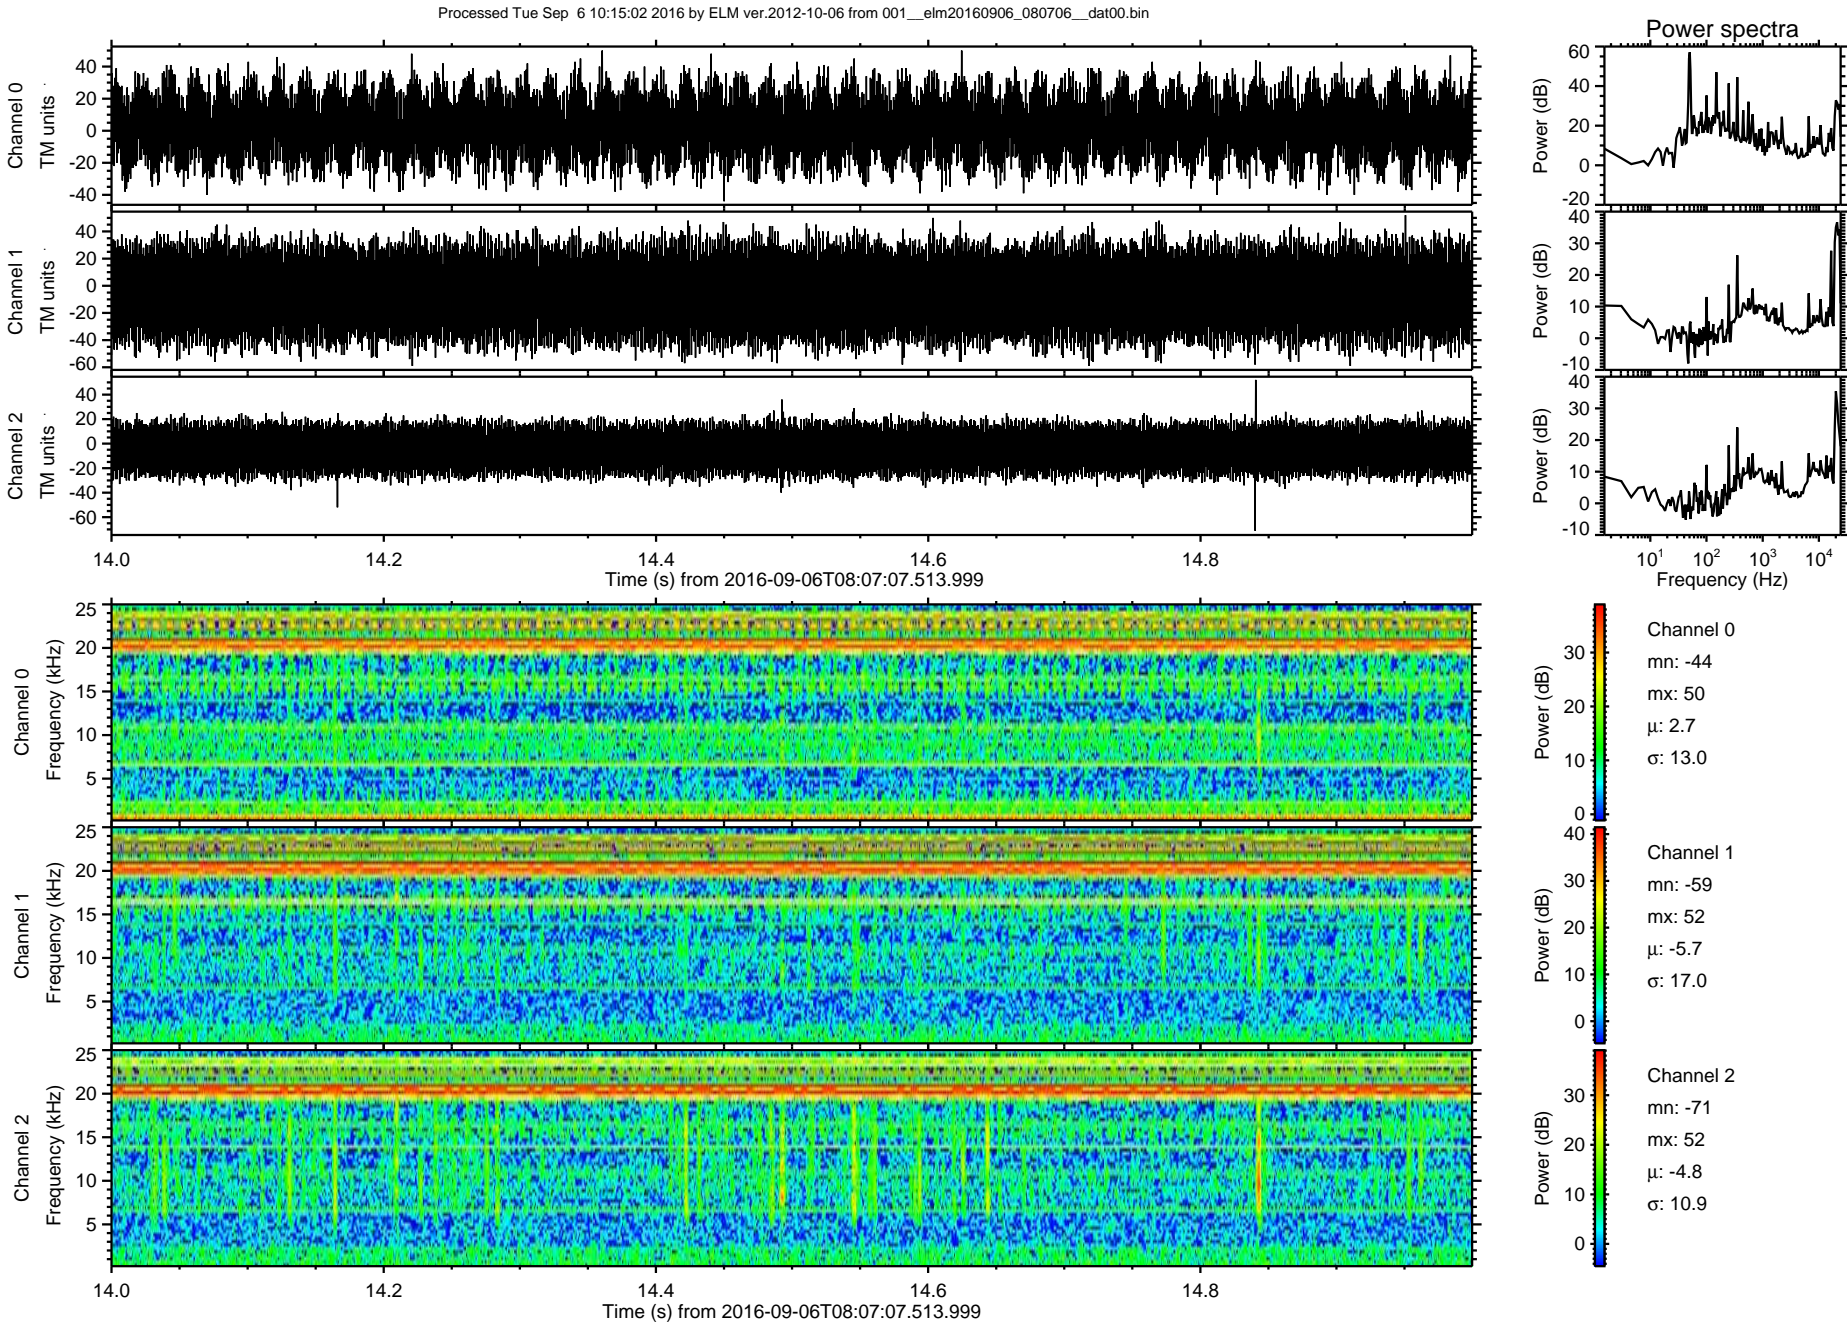 Processed Tue Sep 6 10:15:02 2016 by ELM ver.2012-10-06 from 001__elm20160906_080706__dat00.bin
Power spectra
Channel 0
TM units
40
20
0
-20
-40
Power (dB)
60
40
20
0
-20
Channel 1
TM units
40
20
0
-20
-40
-60
Power (dB)
40
30
20
10
0
-10
Channel 2
TM units
40
20
0
-20
-40
-60
Power (dB)
40
30
20
10
0
-10
14.0 14.2 14.4 14.6 14.8
Time (s) from 2016-09-06T08:07:07.513.999
10^1 10^2 10^3 10^4
Frequency (Hz)
Channel 0
Frequency (kHz)
25
20
15
10
5
Power (dB)
30
20
10
0
Channel 0
mn: -44
mx: 50
μ: 2.7
σ: 13.0
Channel 1
Frequency (kHz)
25
20
15
10
5
Power (dB)
40
30
20
10
0
Channel 1
mn: -59
mx: 52
μ: -5.7
σ: 17.0
Channel 2
Frequency (kHz)
25
20
15
10
5
Power (dB)
30
20
10
0
Channel 2
mn: -71
mx: 52
μ: -4.8
σ: 10.9
14.0 14.2 14.4 14.6 14.8
Time (s) from 2016-09-06T08:07:07.513.999